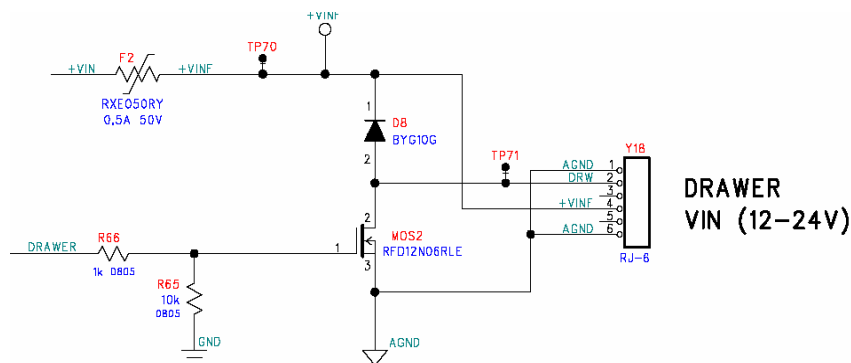 +VINF
TP70
F2
+VIN
+VINF
RXE050RY
0.5A 50V
1
D8
BYG10G
2
TP71
Y18
AGND 1
DRW 2
3
+VINF 4
5
AGND 6
RJ-6
DRAWER
VIN (12-24V)
2
MOS2
RFD12N06RLE
1
3
DRAWER
R66
1k 0805
R65
10k
0805
GND
AGND